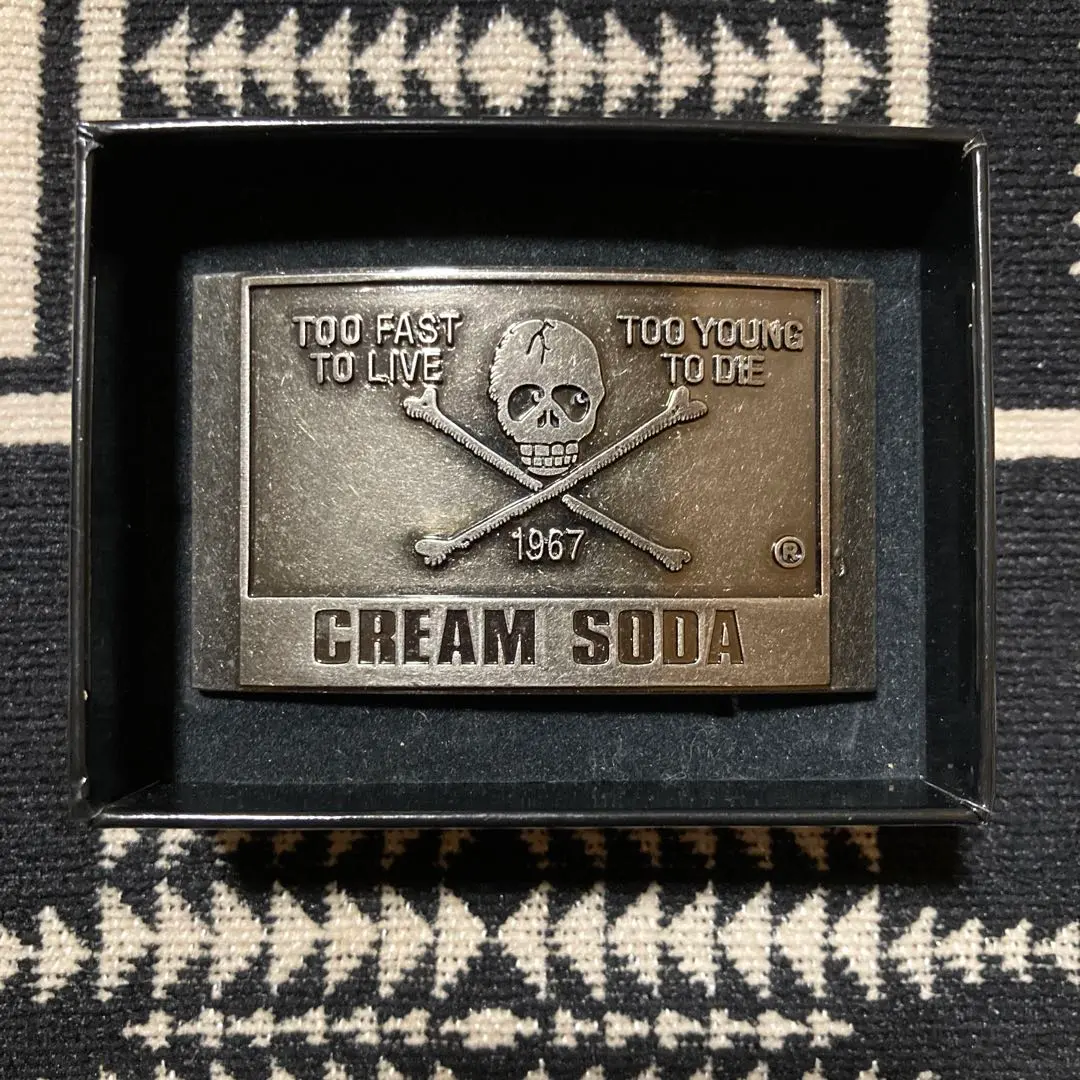 TOO FAST
TO LIVE
TOO YOUNG
TO DIE
1967
®
CREAM SODA